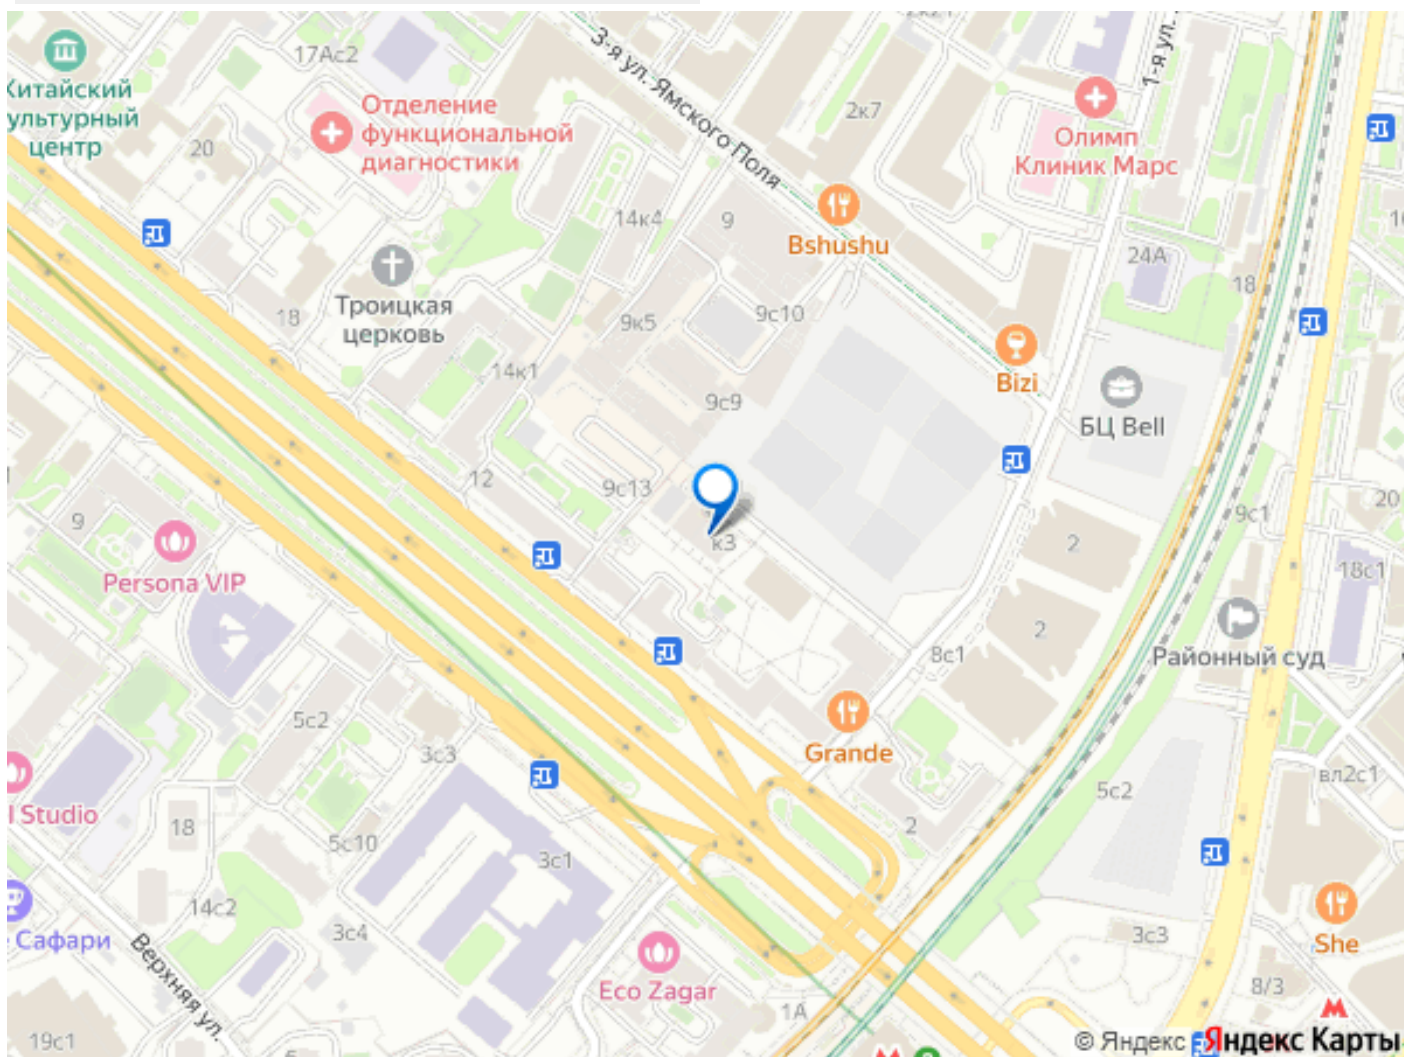 2к21
3-я ул. Ямского Поля
1-я ул.
17Ас2
Китайский
культурный
центр
Отделение
функциональной
диагностики
20
2к7
Олимп
Клиник Марс
14к4
9
Bshushu
24А
18
Троицкая
церковь
18
9к5
9с10
14к1
Bizi
9с9
БЦ Bell
12
9с13
20
9с1
9
к3
2
18с1
Persona VIP
2
8с1
Районный суд
5с2
3с3
Grande
вл2с1
5с2
l Studio
18
5с10
3с1
2
14с2
3с4
3с3
Сафари
Верхняя ул.
She
Eco Zagar
8/3
1А
19с1
5
© Яндекс
Яндекс Карты